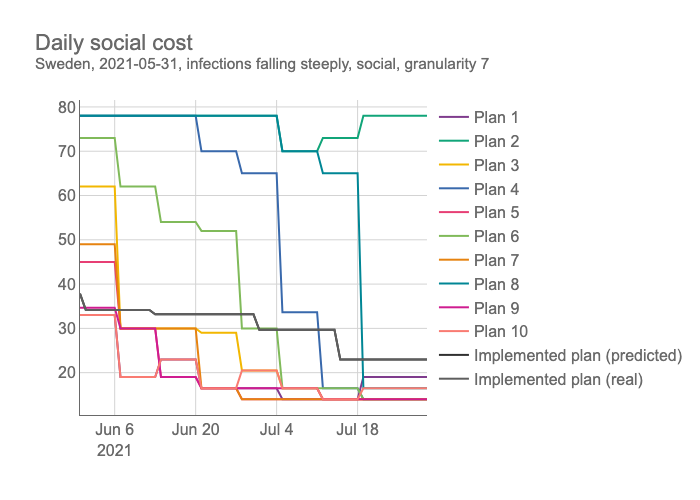 Daily social cost
Sweden, 2021-05-31, infections falling steeply, social, granularity 7
80
70
60
50
40
30
20
Jun 6
2021
Jun 20
Jul 4
Jul 18
Plan 1
Plan 2
Plan 3
Plan 4
Plan 5
Plan 6
Plan 7
Plan 8
Plan 9
Plan 10
Implemented plan (predicted)
Implemented plan (real)